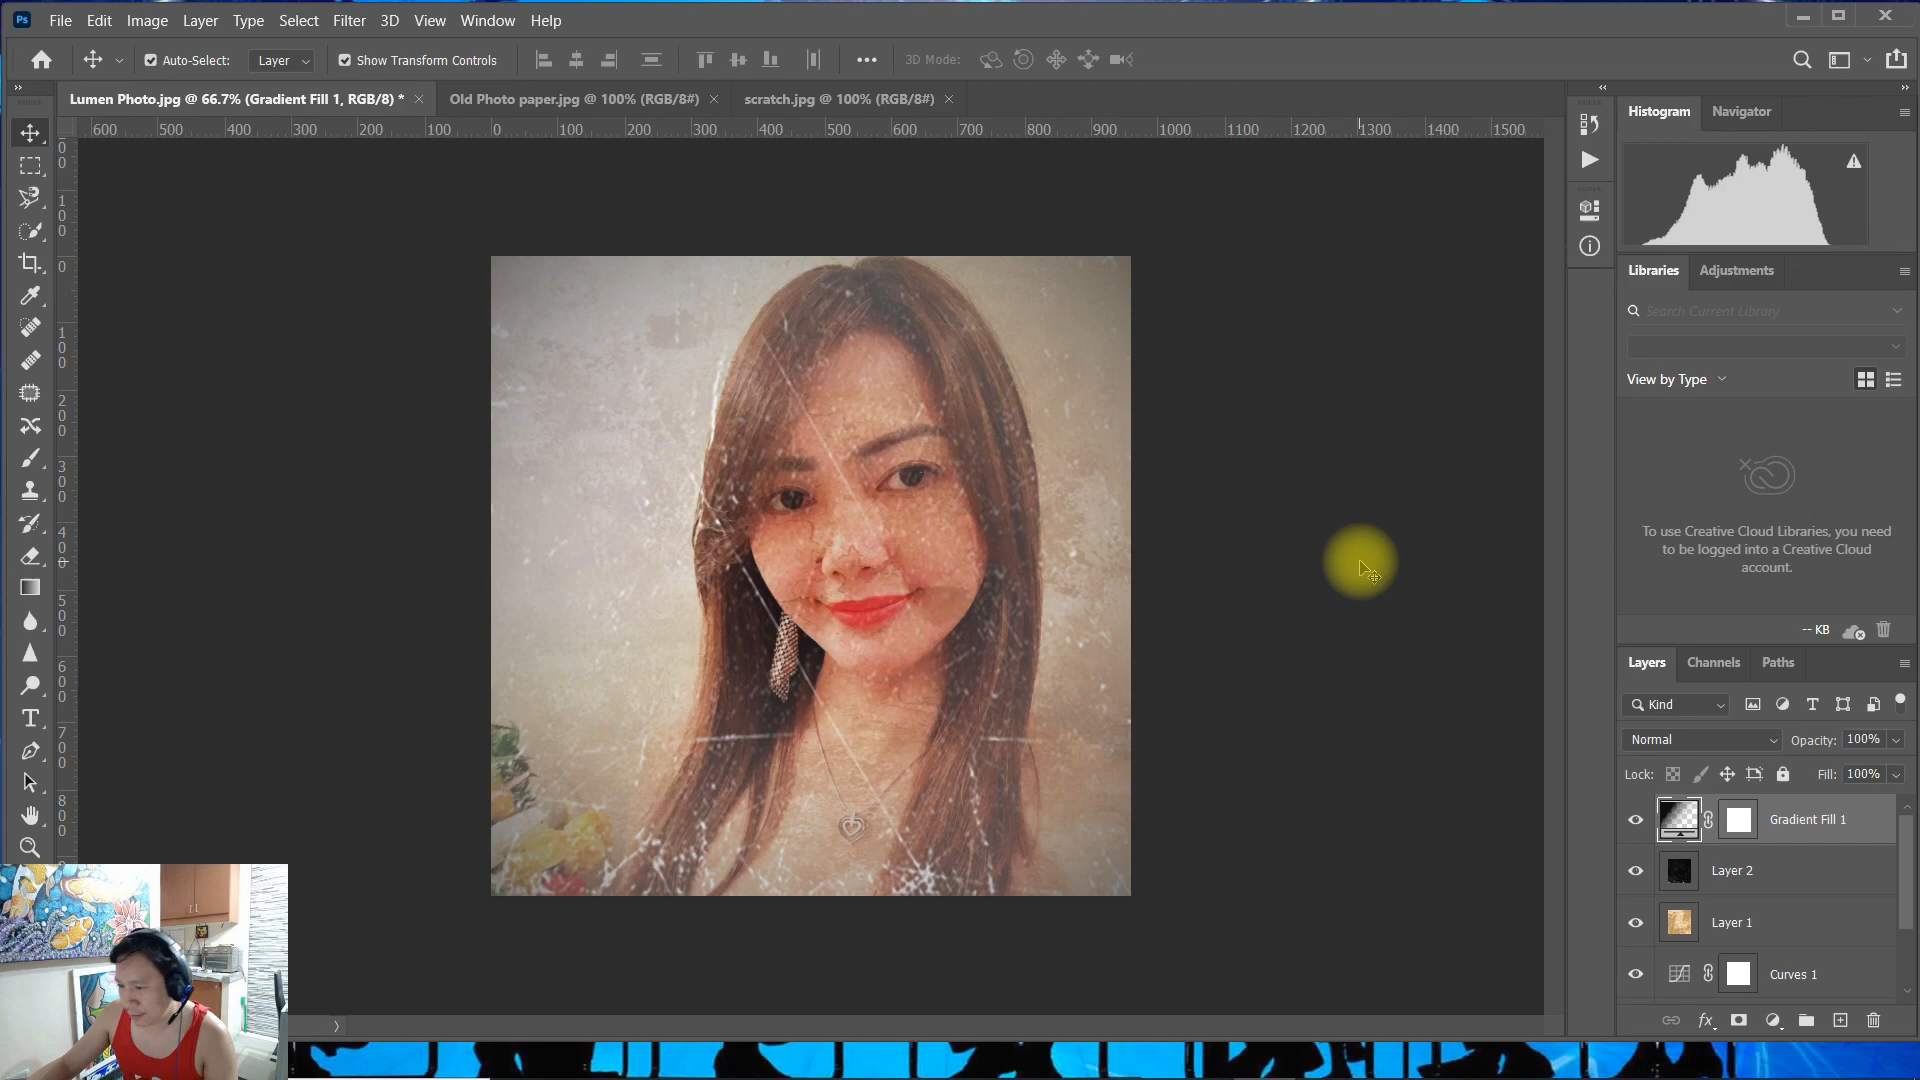 Ps File Edit Image Layer Type Select Filter 3D View Window Help
Auto-Select: Layer Show Transform Controls 3D Mode:
Lumen Photo.jpg @ 66.7% (Gradient Fill 1, RGB/8) * Old Photo paper.jpg @ 100% (RGB/8#) scratch.jpg @ 100% (RGB/8#)
600 500 400 300 200 100 0 100 200 300 400 500 600 700 800 900 1000 1100 1200 1300 1400 1500
Histogram Navigator
Libraries Adjustments
Search Current Library
View by Type
To use Creative Cloud Libraries, you need
to be logged into a Creative Cloud
account.
-- KB
Layers Channels Paths
Kind
Normal Opacity: 100%
Lock: Fill: 100%
Gradient Fill 1
Layer 2
Layer 1
Curves 1
fx